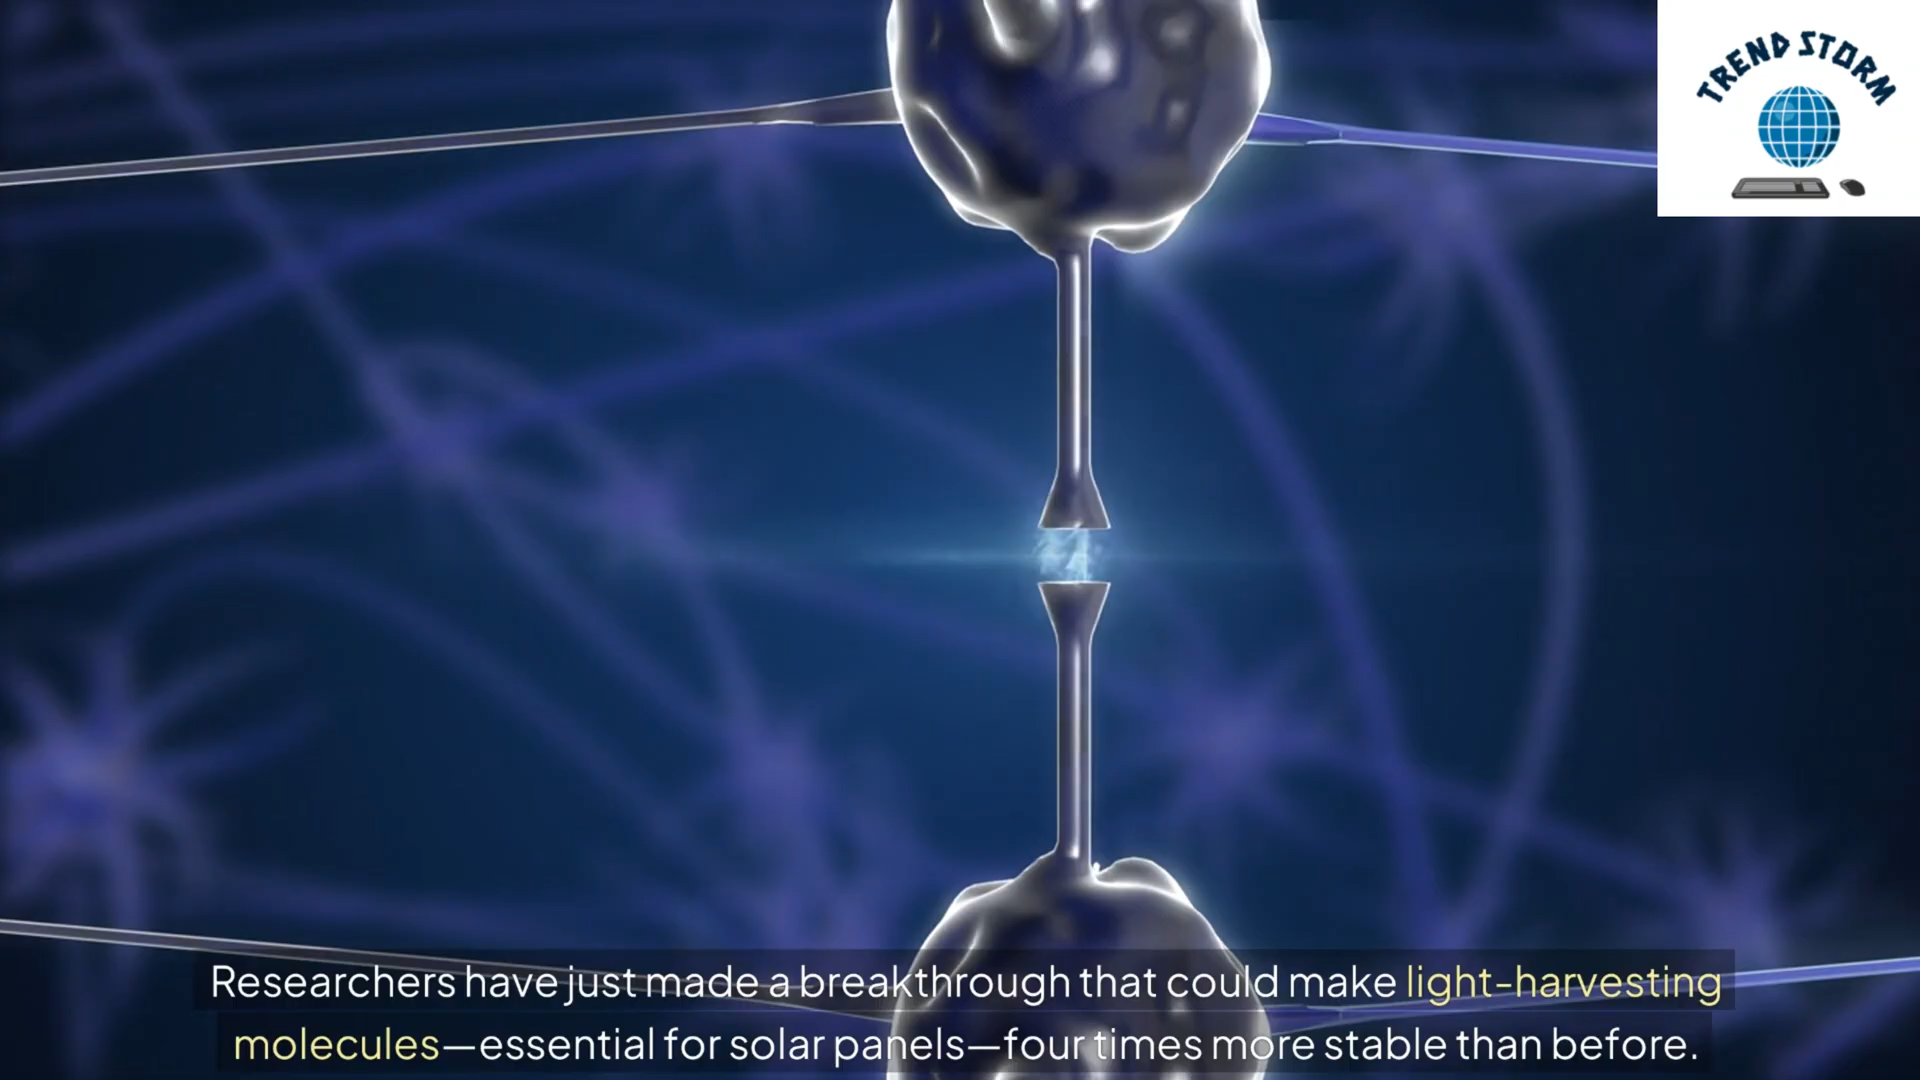 TREND STORM
Researchers have just made a breakthrough that could make light-harvesting
molecules—essential for solar panels—four times more stable than before.